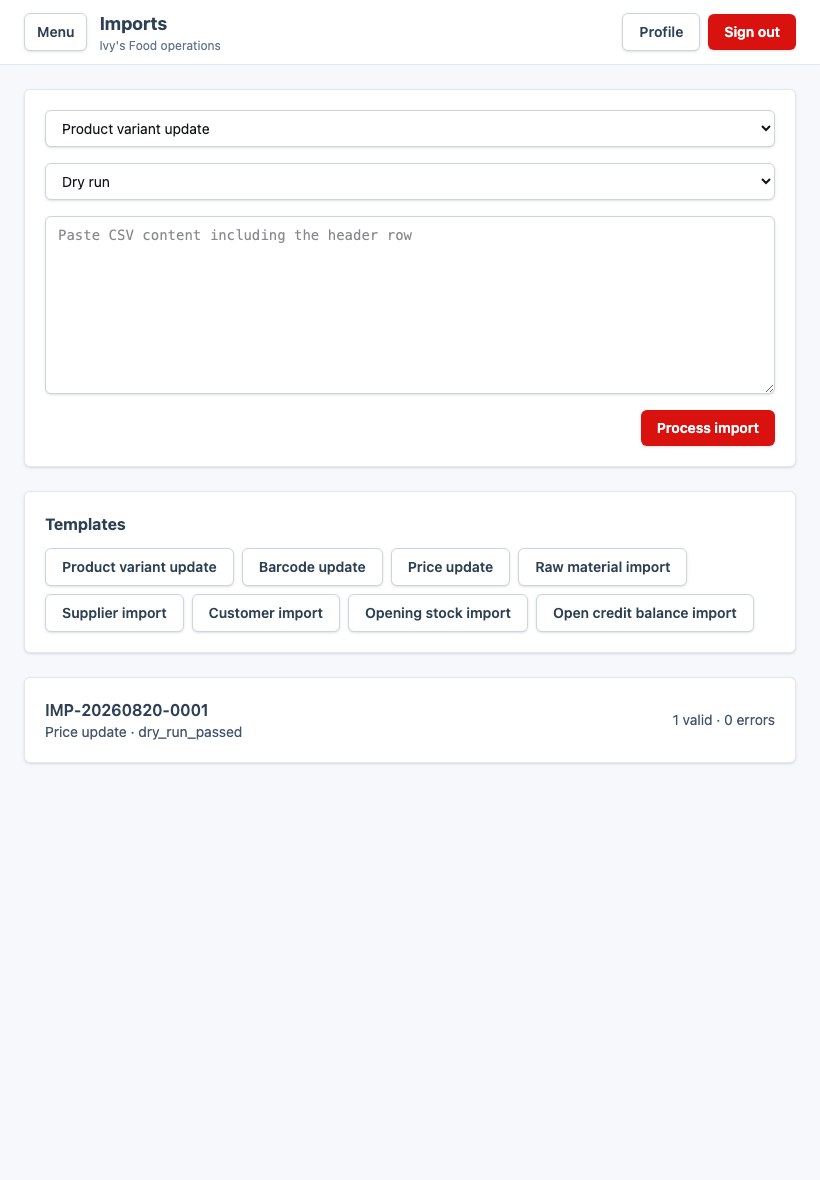 Menu
Imports
Ivy's Food operations
Profile
Sign out
Product variant update
Dry run
Paste CSV content including the header row
Process import
Templates
Product variant update
Barcode update
Price update
Raw material import
Supplier import
Customer import
Opening stock import
Open credit balance import
IMP-20260820-0001
Price update · dry_run_passed
1 valid · 0 errors